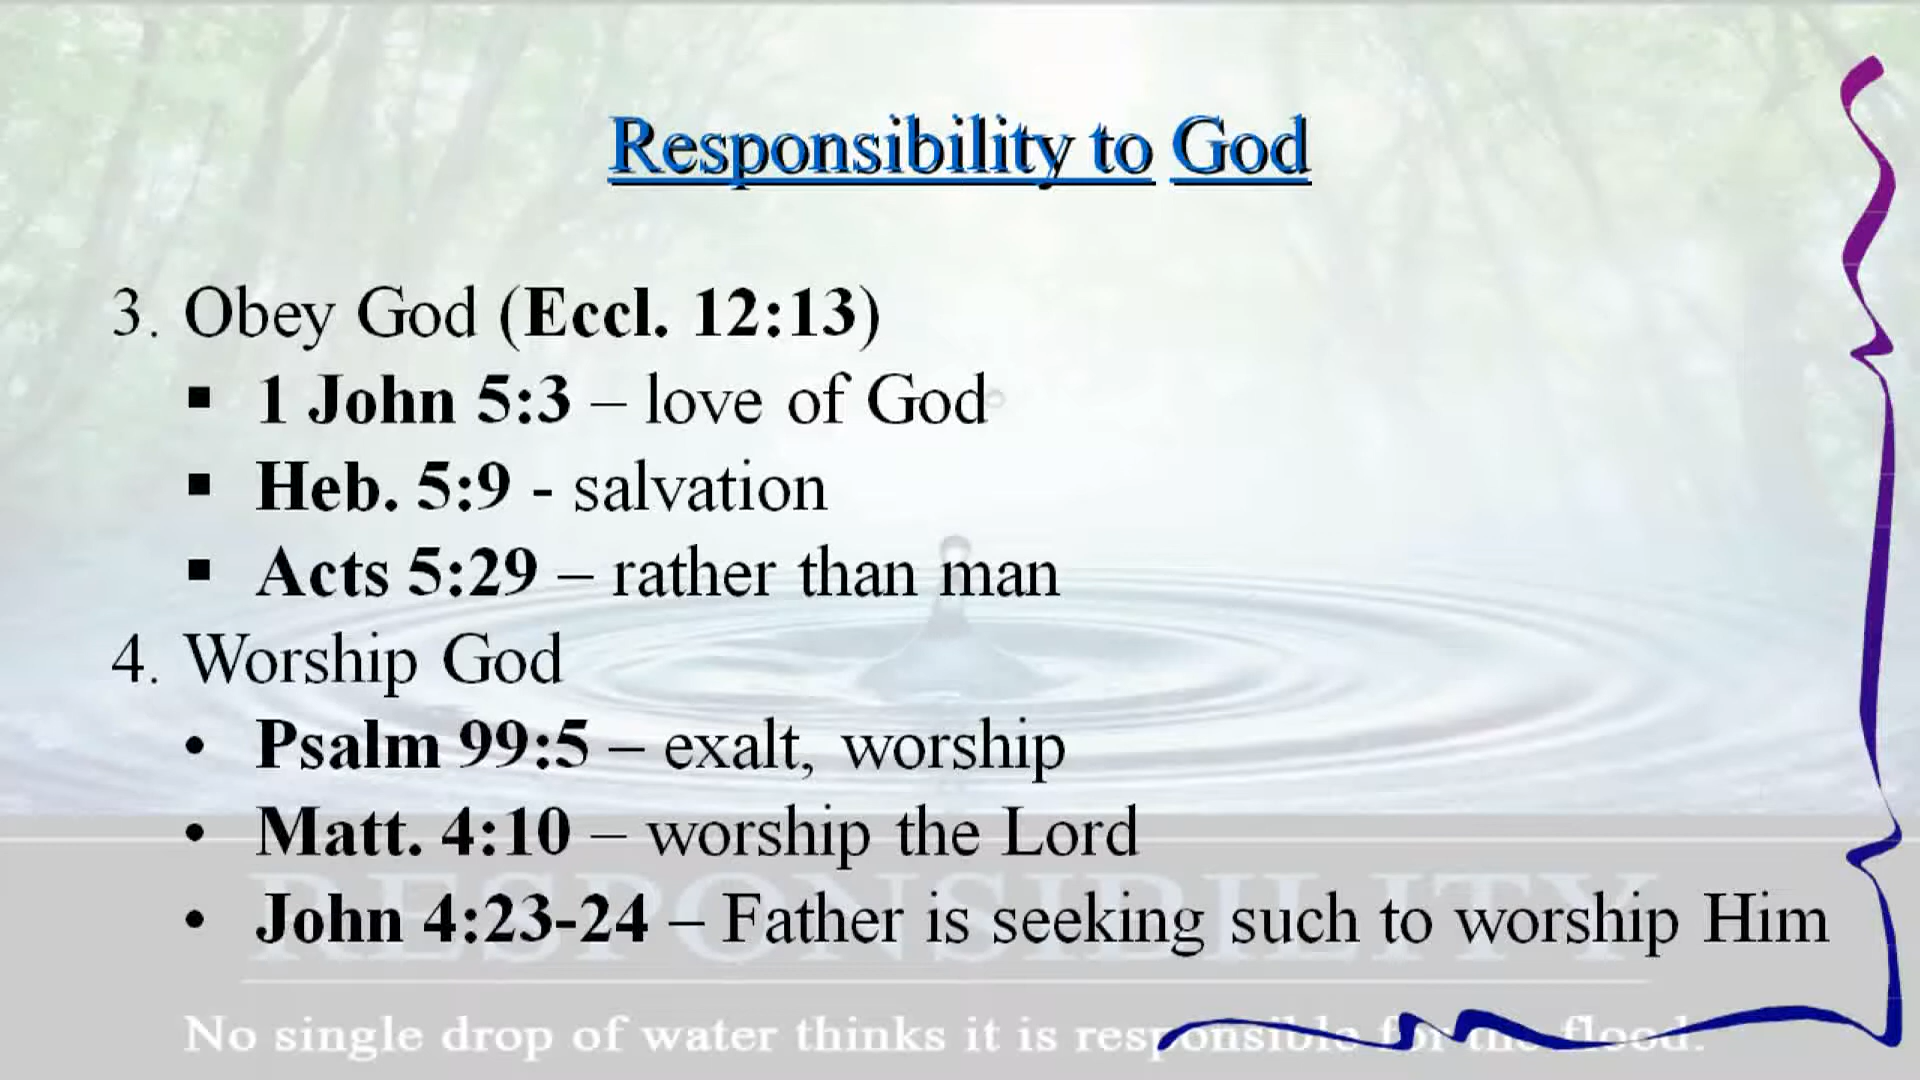 Responsibility to God
3. Obey God (Eccl. 12:13)
▪ 1 John 5:3 – love of God
▪ Heb. 5:9 - salvation
▪ Acts 5:29 – rather than man
4. Worship God
• Psalm 99:5 – exalt, worship
• Matt. 4:10 – worship the Lord
• John 4:23-24 – Father is seeking such to worship Him
RESPONSIBILITY
No single drop of water thinks it is responsible for the flood.